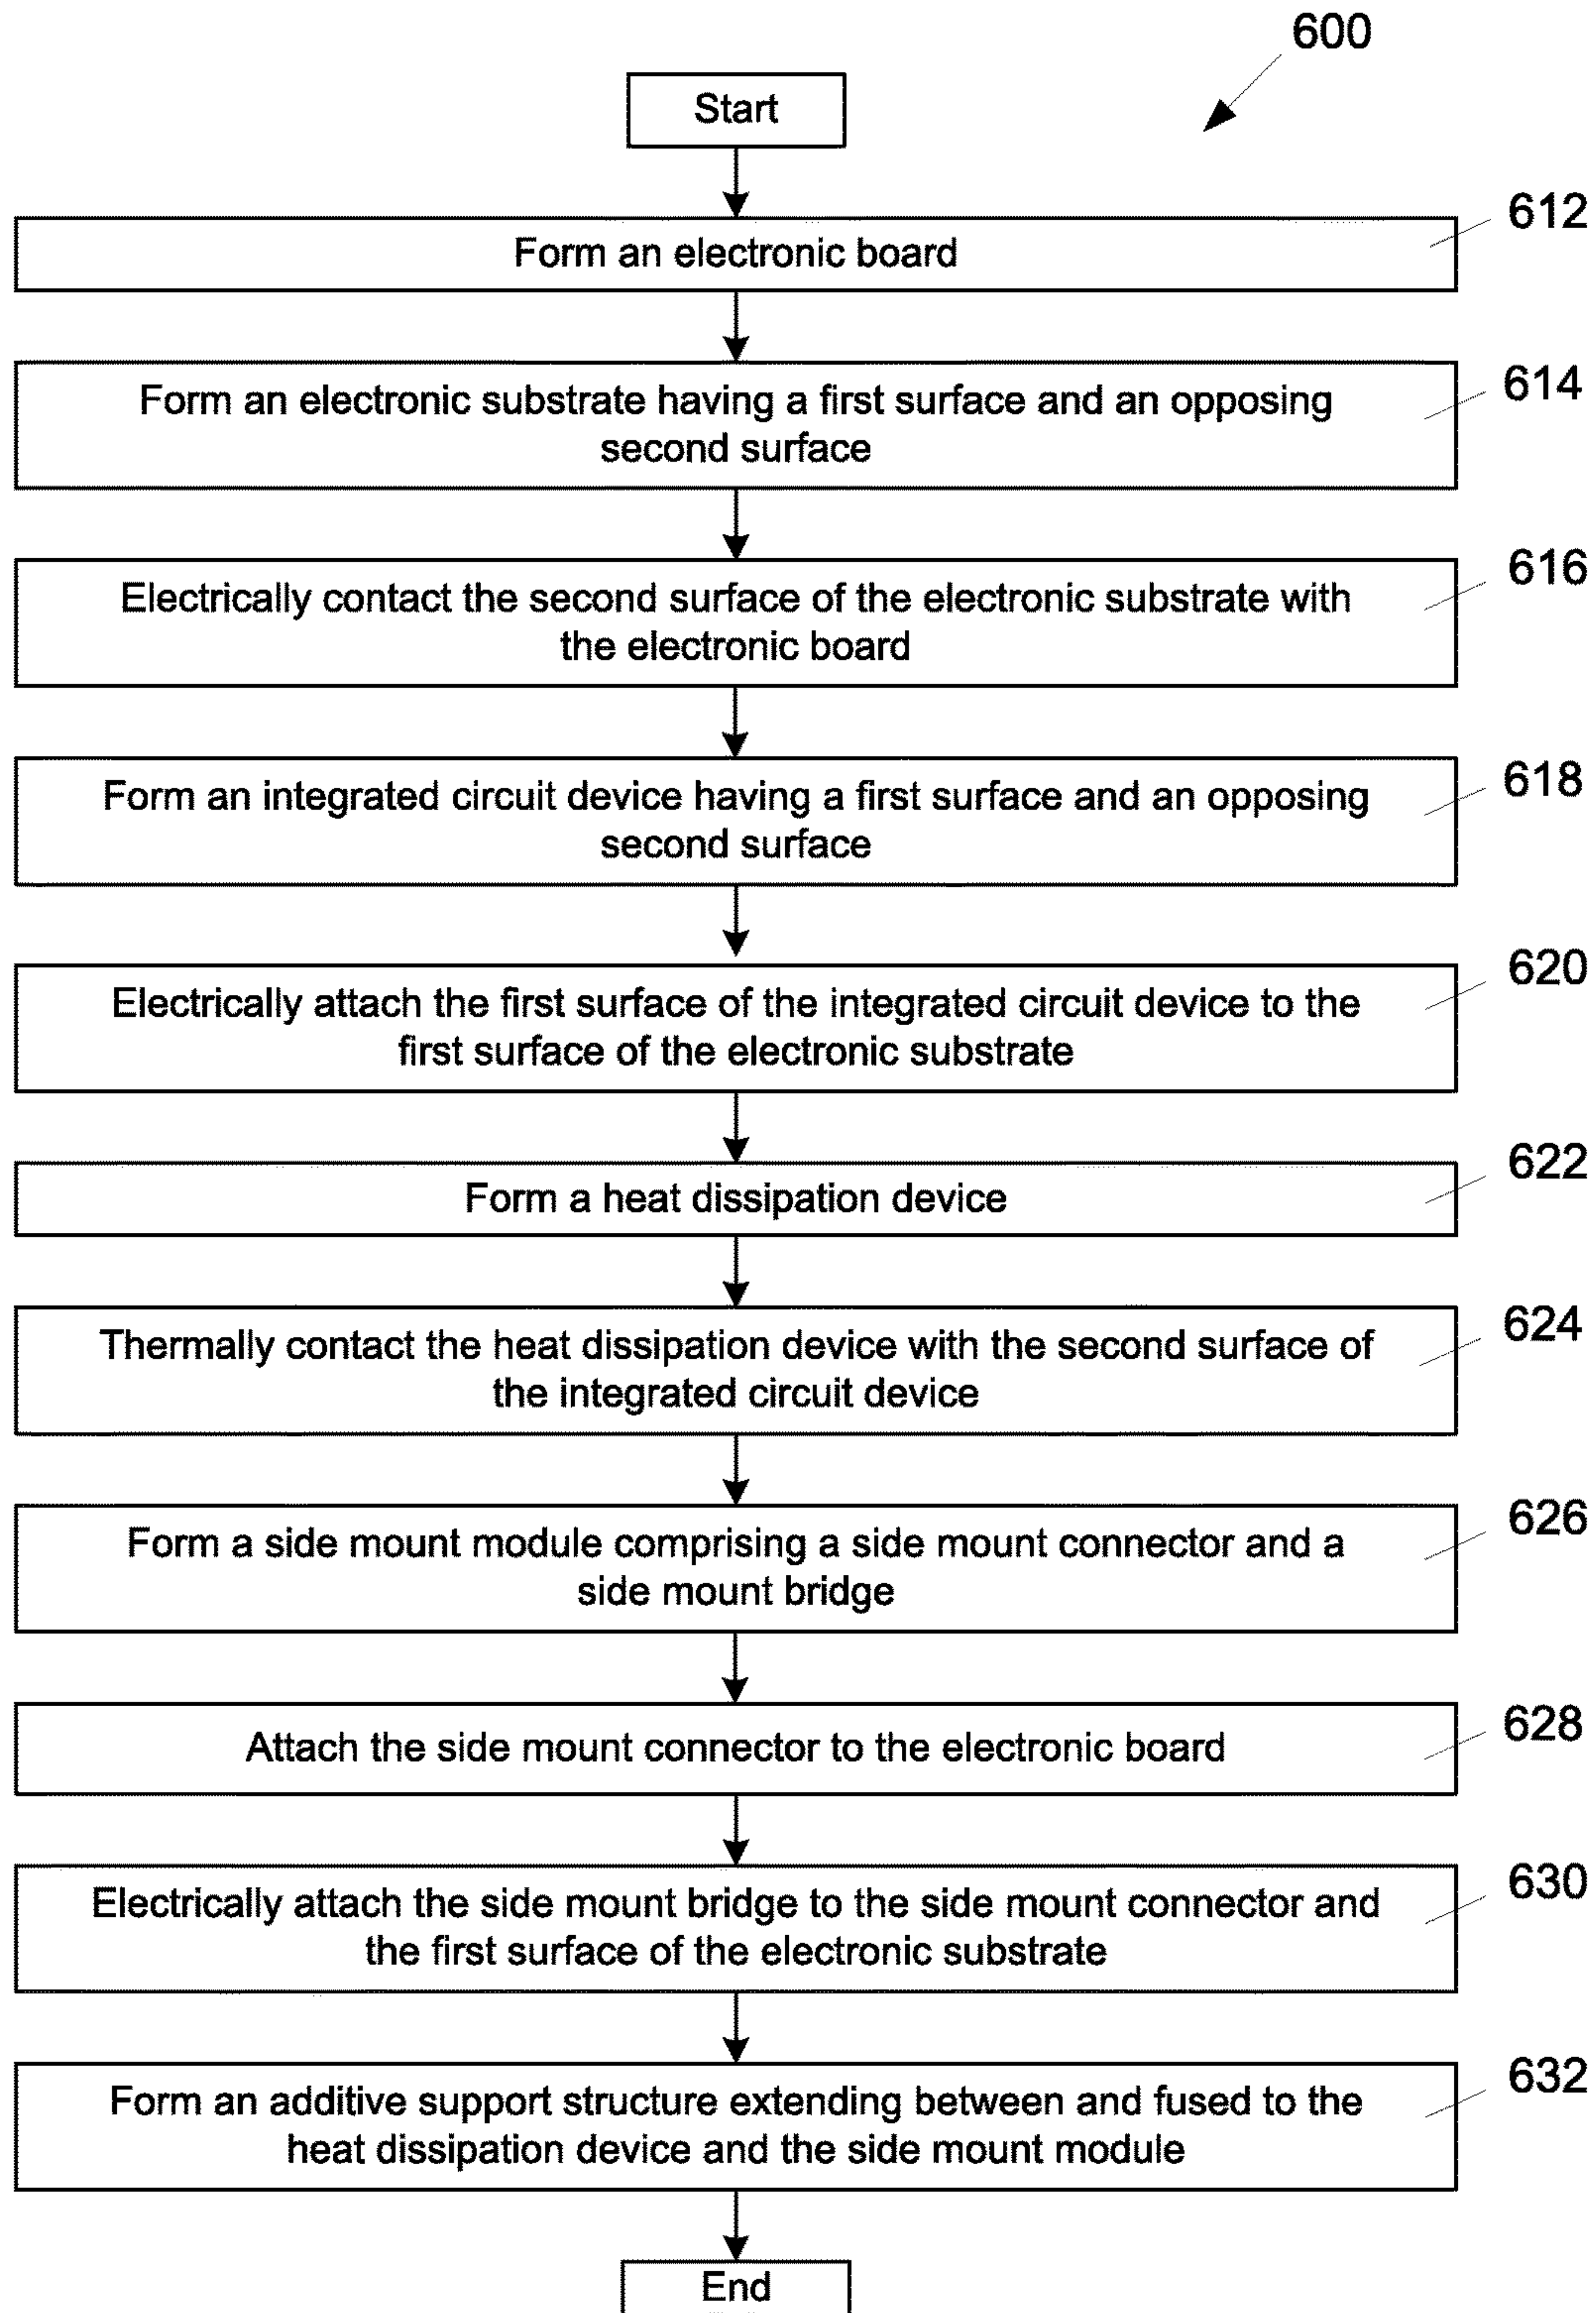 600
Start
612
Form an electronic board
614
Form an electronic substrate having a first surface and an opposing
second surface
616
Electrically contact the second surface of the electronic substrate with
the electronic board
618
Form an integrated circuit device having a first surface and an opposing
second surface
620
Electrically attach the first surface of the integrated circuit device to the
first surface of the electronic substrate
622
Form a heat dissipation device
624
Thermally contact the heat dissipation device with the second surface of
the integrated circuit device
626
Form a side mount module comprising a side mount connector and a
side mount bridge
628
Attach the side mount connector to the electronic board
630
Electrically attach the side mount bridge to the side mount connector and
the first surface of the electronic substrate
632
Form an additive support structure extending between and fused to the
heat dissipation device and the side mount module
End